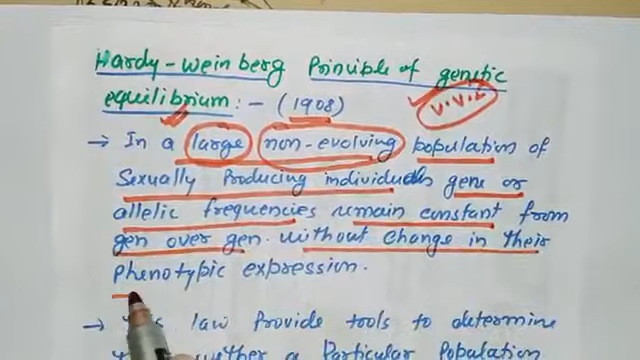 Hardy-weinberg Principle of genetic
equilibrium:- (1908) V.V.I
→ In a large non-evolving population of
Sexually Producing individuals gene or
allelic frequencies remain constant from
gen over gen. without change in their
Phenotypic expression.
→ law Provide tools to determine
whether a Particular Population